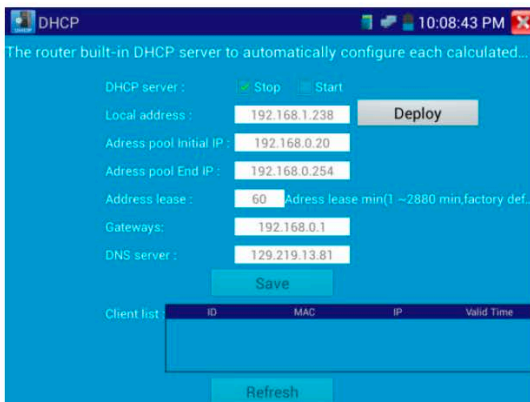 DHCP 10:08:43 PM
The router built-in DHCP server to automatically configure each calculated...
DHCP server : Stop Start
Local address : 192.168.1.238 Deploy
Adress pool Initial IP : 192.168.0.20
Adress pool End IP : 192.168.0.254
Address lease : 60 Adress lease min(1 ~2880 min,factory def..
Gateways: 192.168.0.1
DNS server : 129.219.13.81
Save
Client list : ID MAC IP Valid Time
Refresh